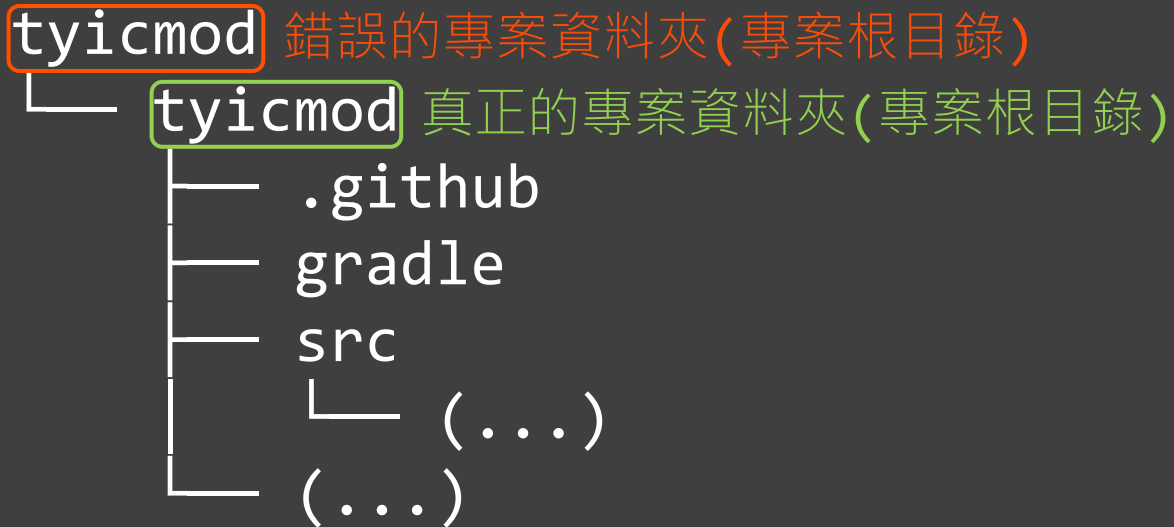 tyicmod 錯誤的專案資料夾(專案根目錄)
tyicmod 真正的專案資料夾(專案根目錄)
.github
gradle
src
(...)
(...)